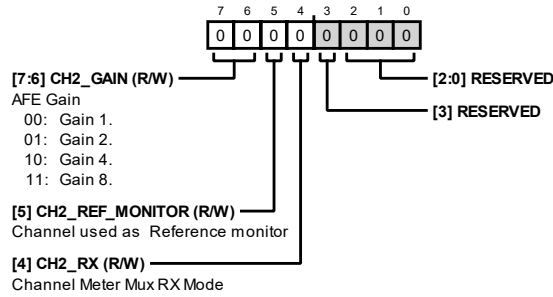 7 6 5 4 3 2 1 0
0 0 0 0 0 0 0 0
[7:6] CH2_GAIN (R/W)
AFE Gain
00: Gain 1.
01: Gain 2.
10: Gain 4.
11: Gain 8.
[5] CH2_REF_MONITOR (R/W)
Channel used as Reference monitor
[4] CH2_RX (R/W)
Channel Meter Mux RX Mode
[2:0] RESERVED
[3] RESERVED